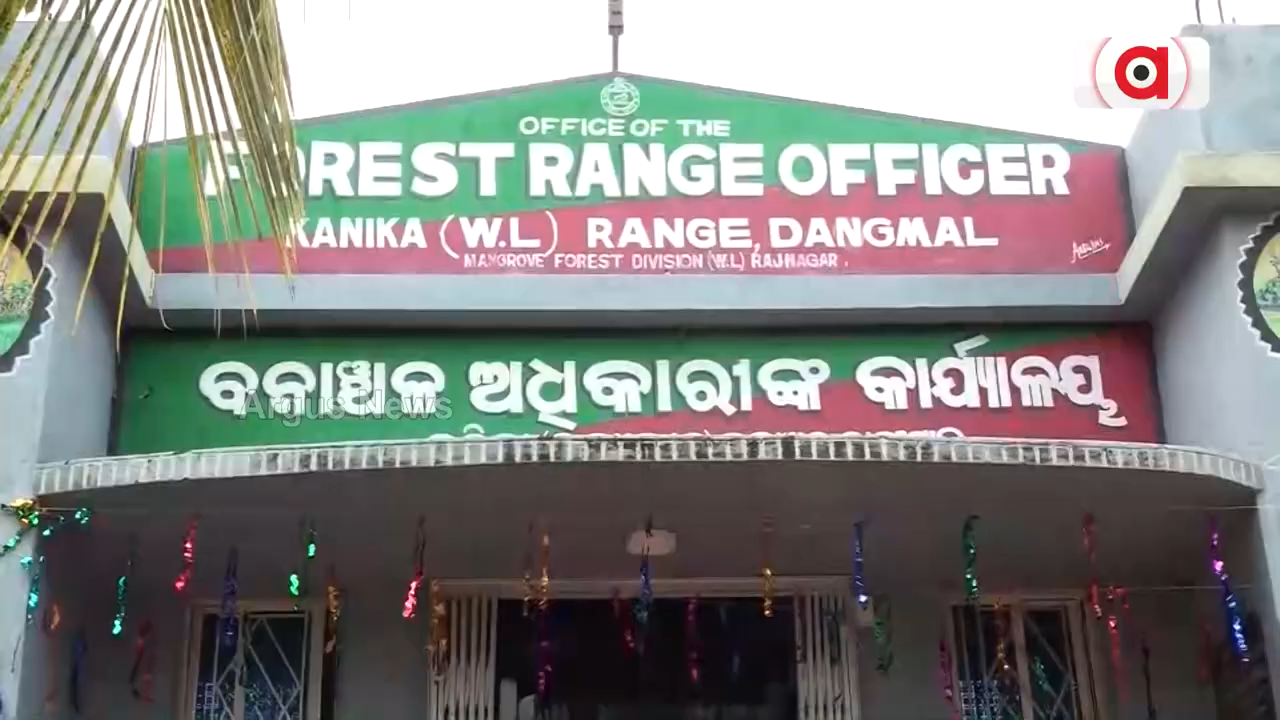 OFFICE OF THE
FOREST RANGE OFFICER
KANIKA (W.L) RANGE, DANGMAL
MANGROVE FOREST DIVISION (W.L) RAJNAGAR.
ବନାଞ୍ଚଳ ଅଧିକାରୀଙ୍କ କାର୍ଯ୍ୟାଳୟ
Argus News